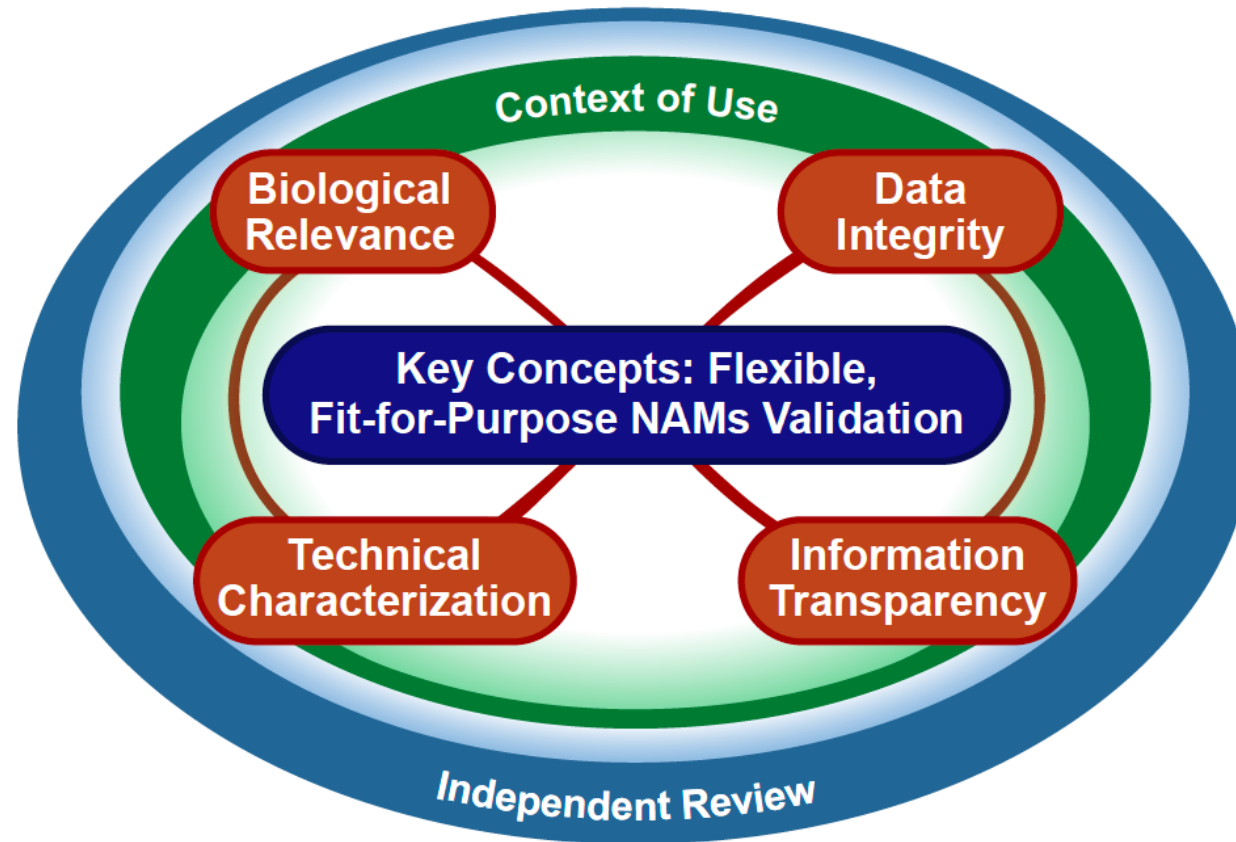 Context of Use
Biological
Relevance
Data
Integrity
Key Concepts: Flexible,
Fit-for-Purpose NAMs Validation
Technical
Characterization
Information
Transparency
Independent Review